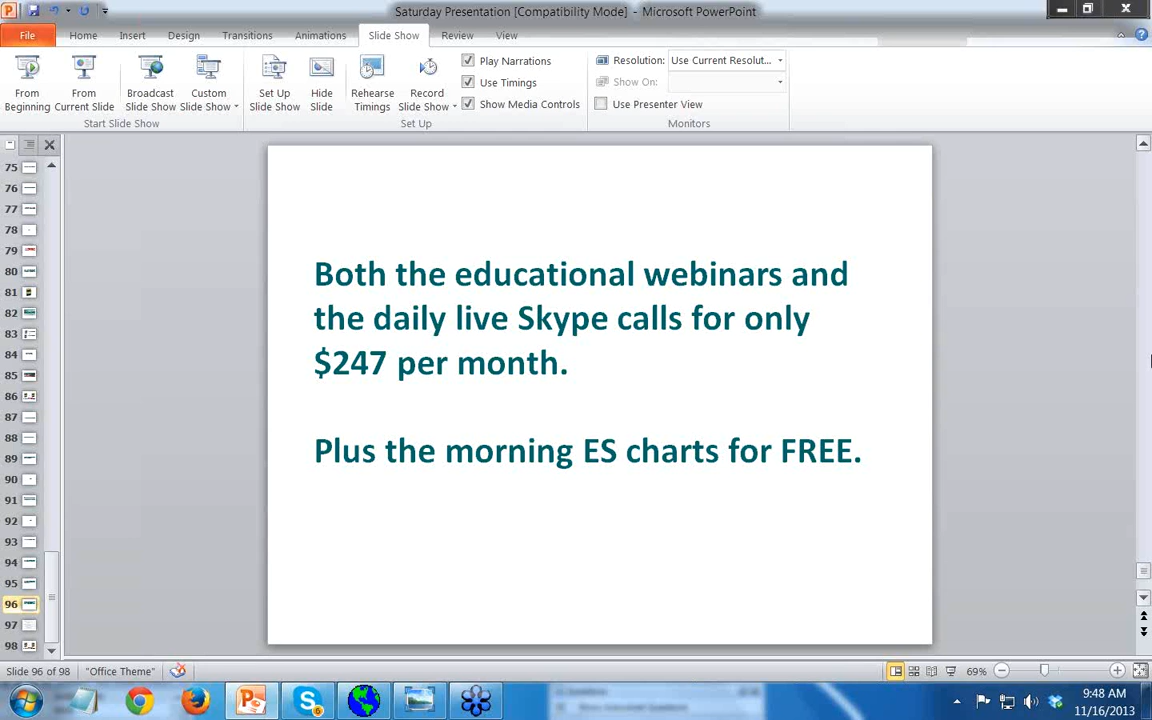 Saturday Presentation [Compatibility Mode] - Microsoft PowerPoint
File Home Insert Design Transitions Animations Slide Show Review View
From Beginning
From Current Slide
Broadcast Slide Show
Custom Slide Show
Start Slide Show
Set Up Slide Show
Hide Slide
Rehearse Timings
Record Slide Show
Play Narrations
Use Timings
Show Media Controls
Set Up
Resolution: Use Current Resolut...
Show On:
Use Presenter View
Monitors
75
76
77
78
79
80
81
82
83
84
85
86
87
88
89
90
91
92
93
94
95
96
97
98
Both the educational webinars and
the daily live Skype calls for only
$247 per month.
Plus the morning ES charts for FREE.
Slide 96 of 98 "Office Theme" 69%
9:48 AM
11/16/2013